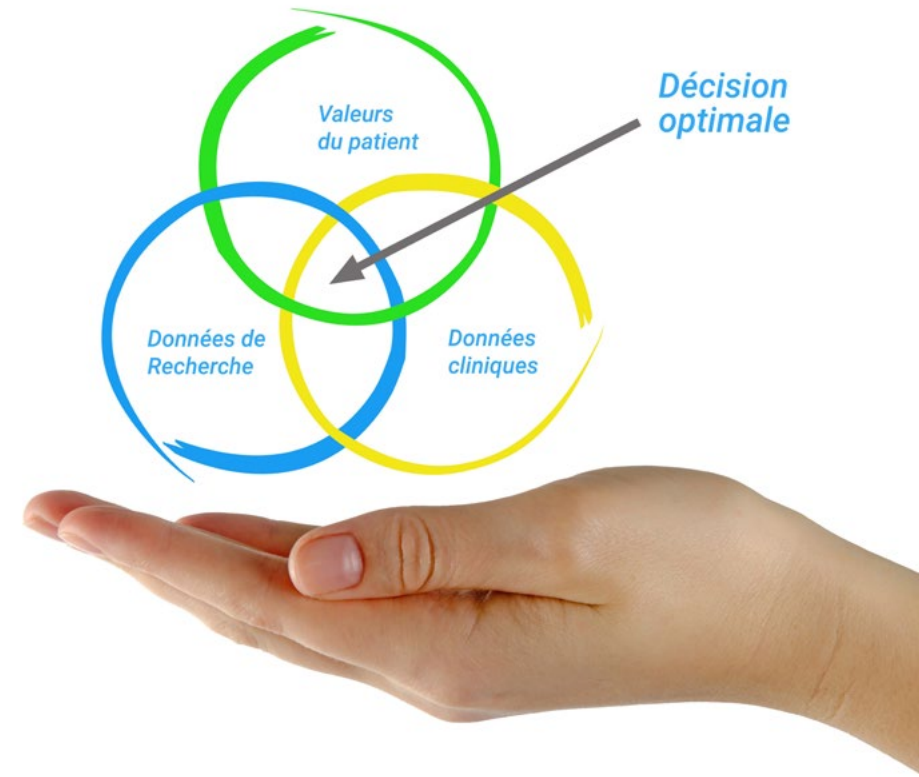 Valeurs
du patient
Décision
optimale
Données de
Recherche
Données
cliniques